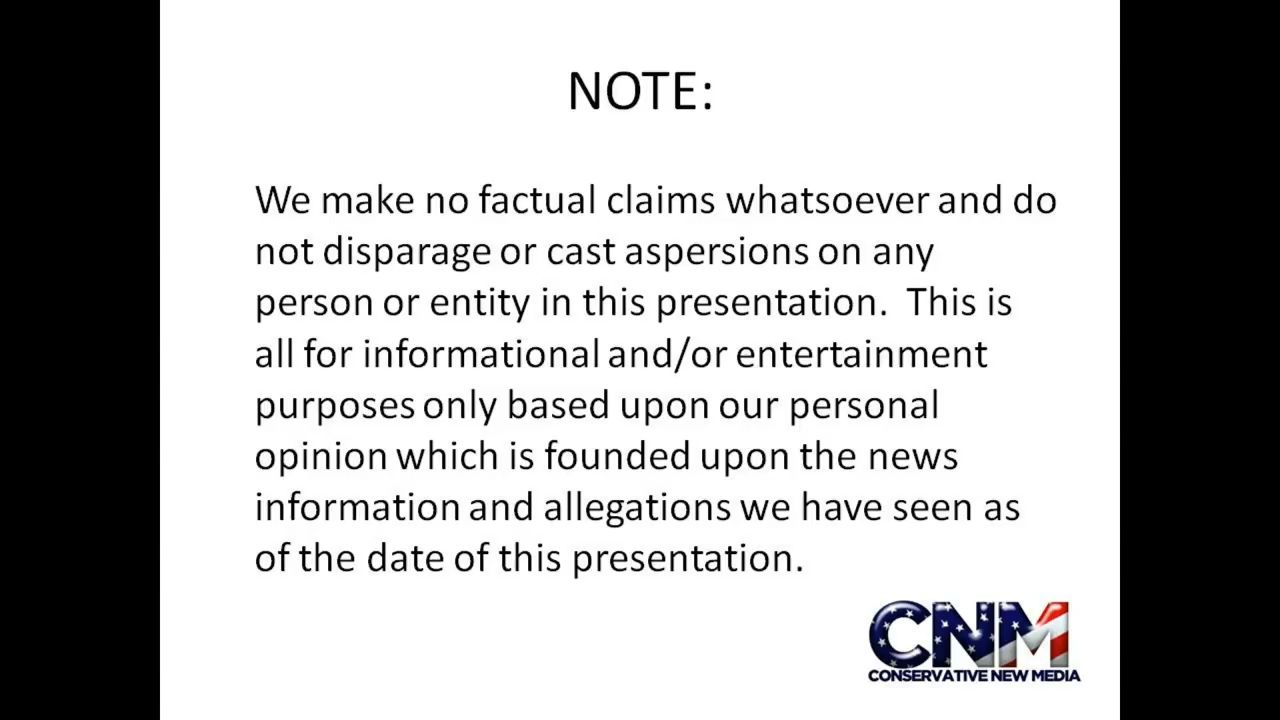 NOTE:
We make no factual claims whatsoever and do
not disparage or cast aspersions on any
person or entity in this presentation.  This is
all for informational and/or entertainment
purposes only based upon our personal
opinion which is founded upon the news
information and allegations we have seen as
of the date of this presentation.
CNM
CONSERVATIVE NEW MEDIA